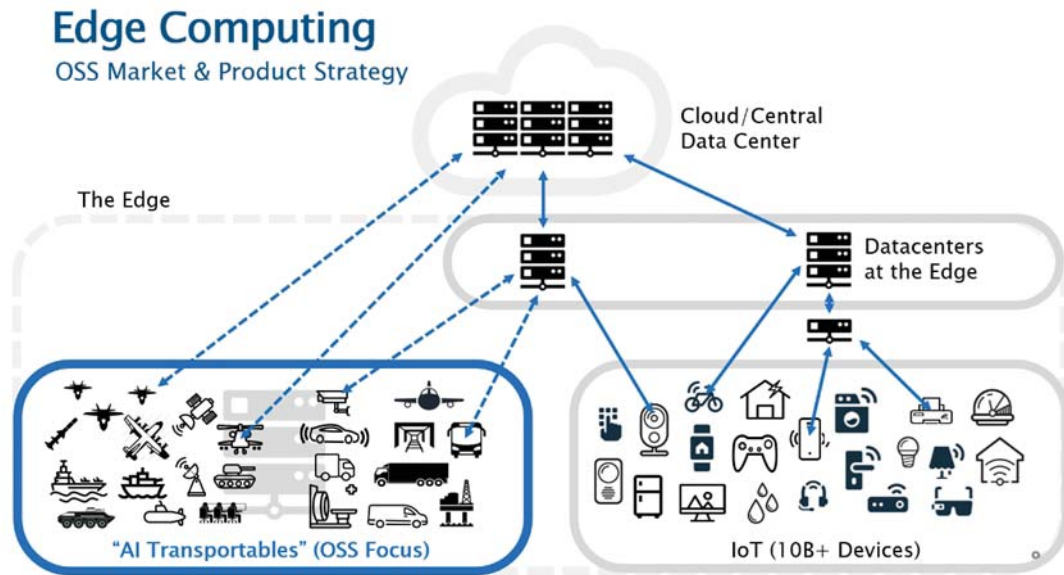 Edge Computing
OSS Market & Product Strategy
Cloud/Central
Data Center
The Edge
Datacenters
at the Edge
“AI Transportables” (OSS Focus)
IoT (10B+ Devices)